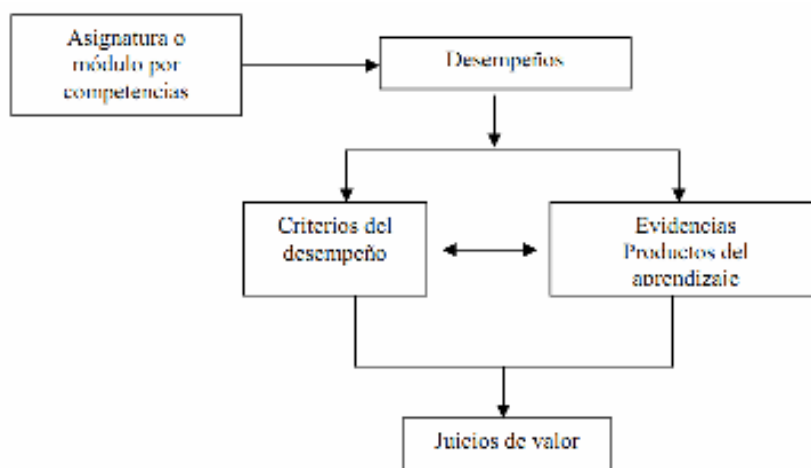 Asignatura o
módulo por
competencias
Desempeños
Criterios del
desempeño
Evidencias
Productos del
aprendizaje
Juicios de valor